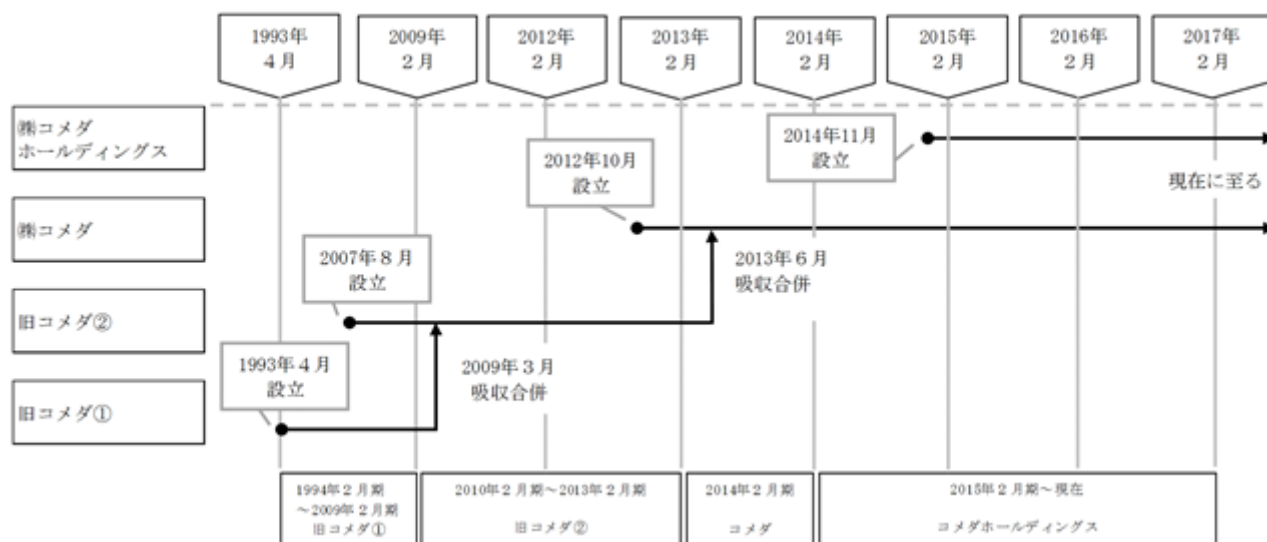 1993年
4月
2009年
2月
2012年
2月
2013年
2月
2014年
2月
2015年
2月
2016年
2月
2017年
2月
㈱コメダ
ホールディングス
2014年11月
設立
現在に至る
2012年10月
設立
㈱コメダ
2007年8月
設立
2013年6月
吸収合併
旧コメダ②
1993年4月
設立
2009年3月
吸収合併
旧コメダ①
1994年2月期
～2009年2月期
旧コメダ①
2010年2月期～2013年2月期
旧コメダ②
2014年2月期
コメダ
2015年2月期～現在
コメダホールディングス